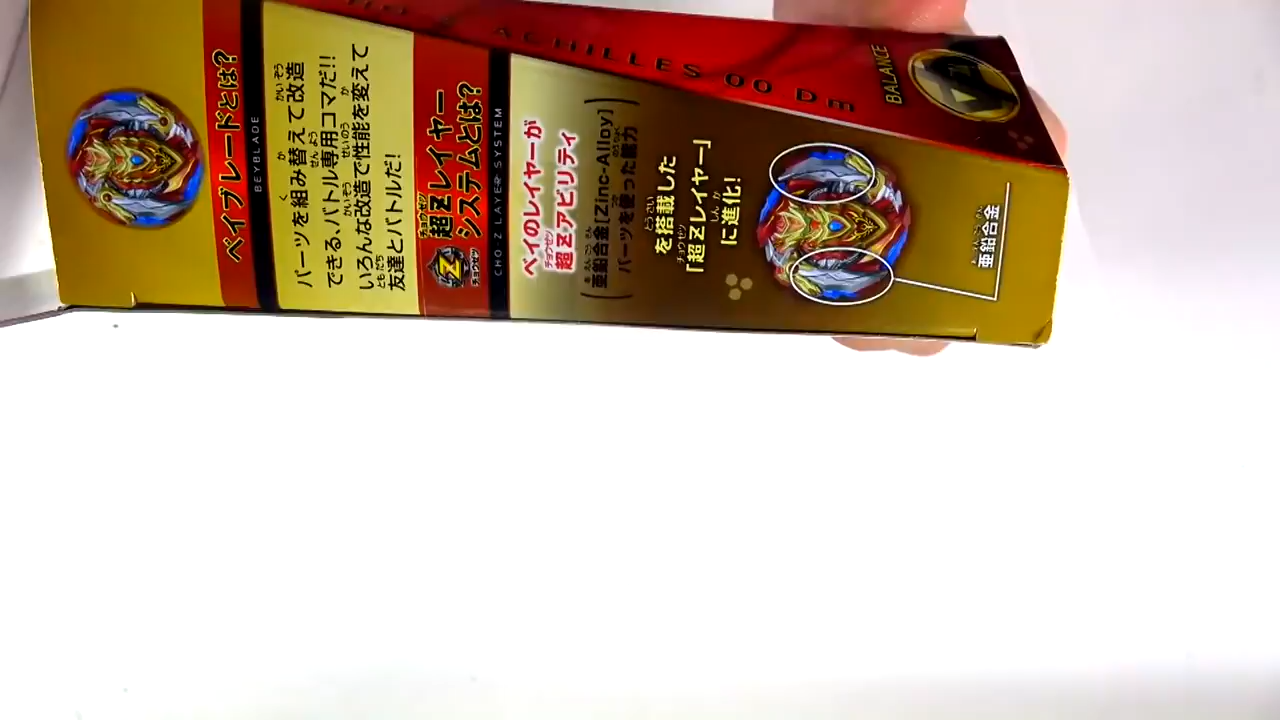 ACHILLES 00 Dm
BALANCE
ベイブレードとは?
BEYBLADE
パーツを組み替えて改造
できる、バトル専用コマだ!!
いろんな改造で性能を変えて
友達とバトルだ!
超Zレイヤー
システムとは?
CHO-Z LAYER SYSTEM
ベイのレイヤーが
超Zアビリティ
亜鉛合金[Zinc-Alloy]
パーツを使った能力
を搭載した
「超Zレイヤー」
に進化!
亜鉛合金